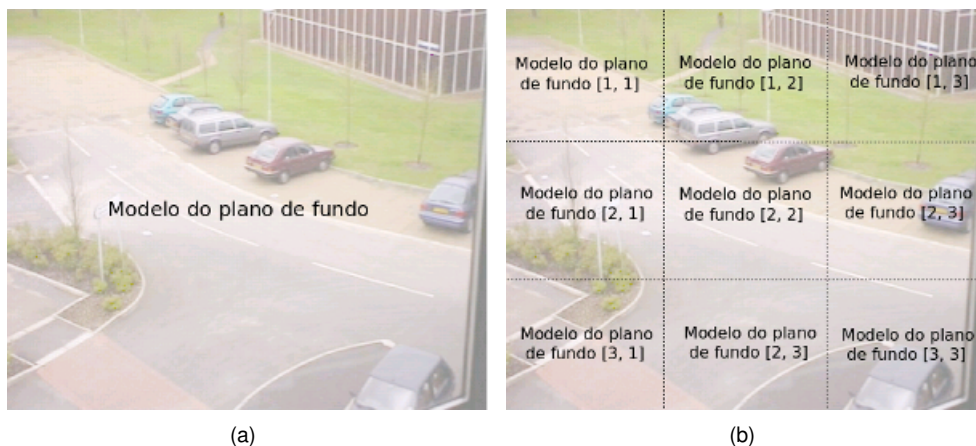 Modelo do plano de fundo
Modelo do plano
de fundo [1, 1]
Modelo do plano
de fundo [1, 2]
Modelo do plano
de fundo [1, 3]
Modelo do plano
de fundo [2, 1]
Modelo do plano
de fundo [2, 2]
Modelo do plano
de fundo [2, 3]
Modelo do plano
de fundo [3, 1]
Modelo do plano
de fundo [2, 3]
Modelo do plano
de fundo [3, 3]
(a)
(b)